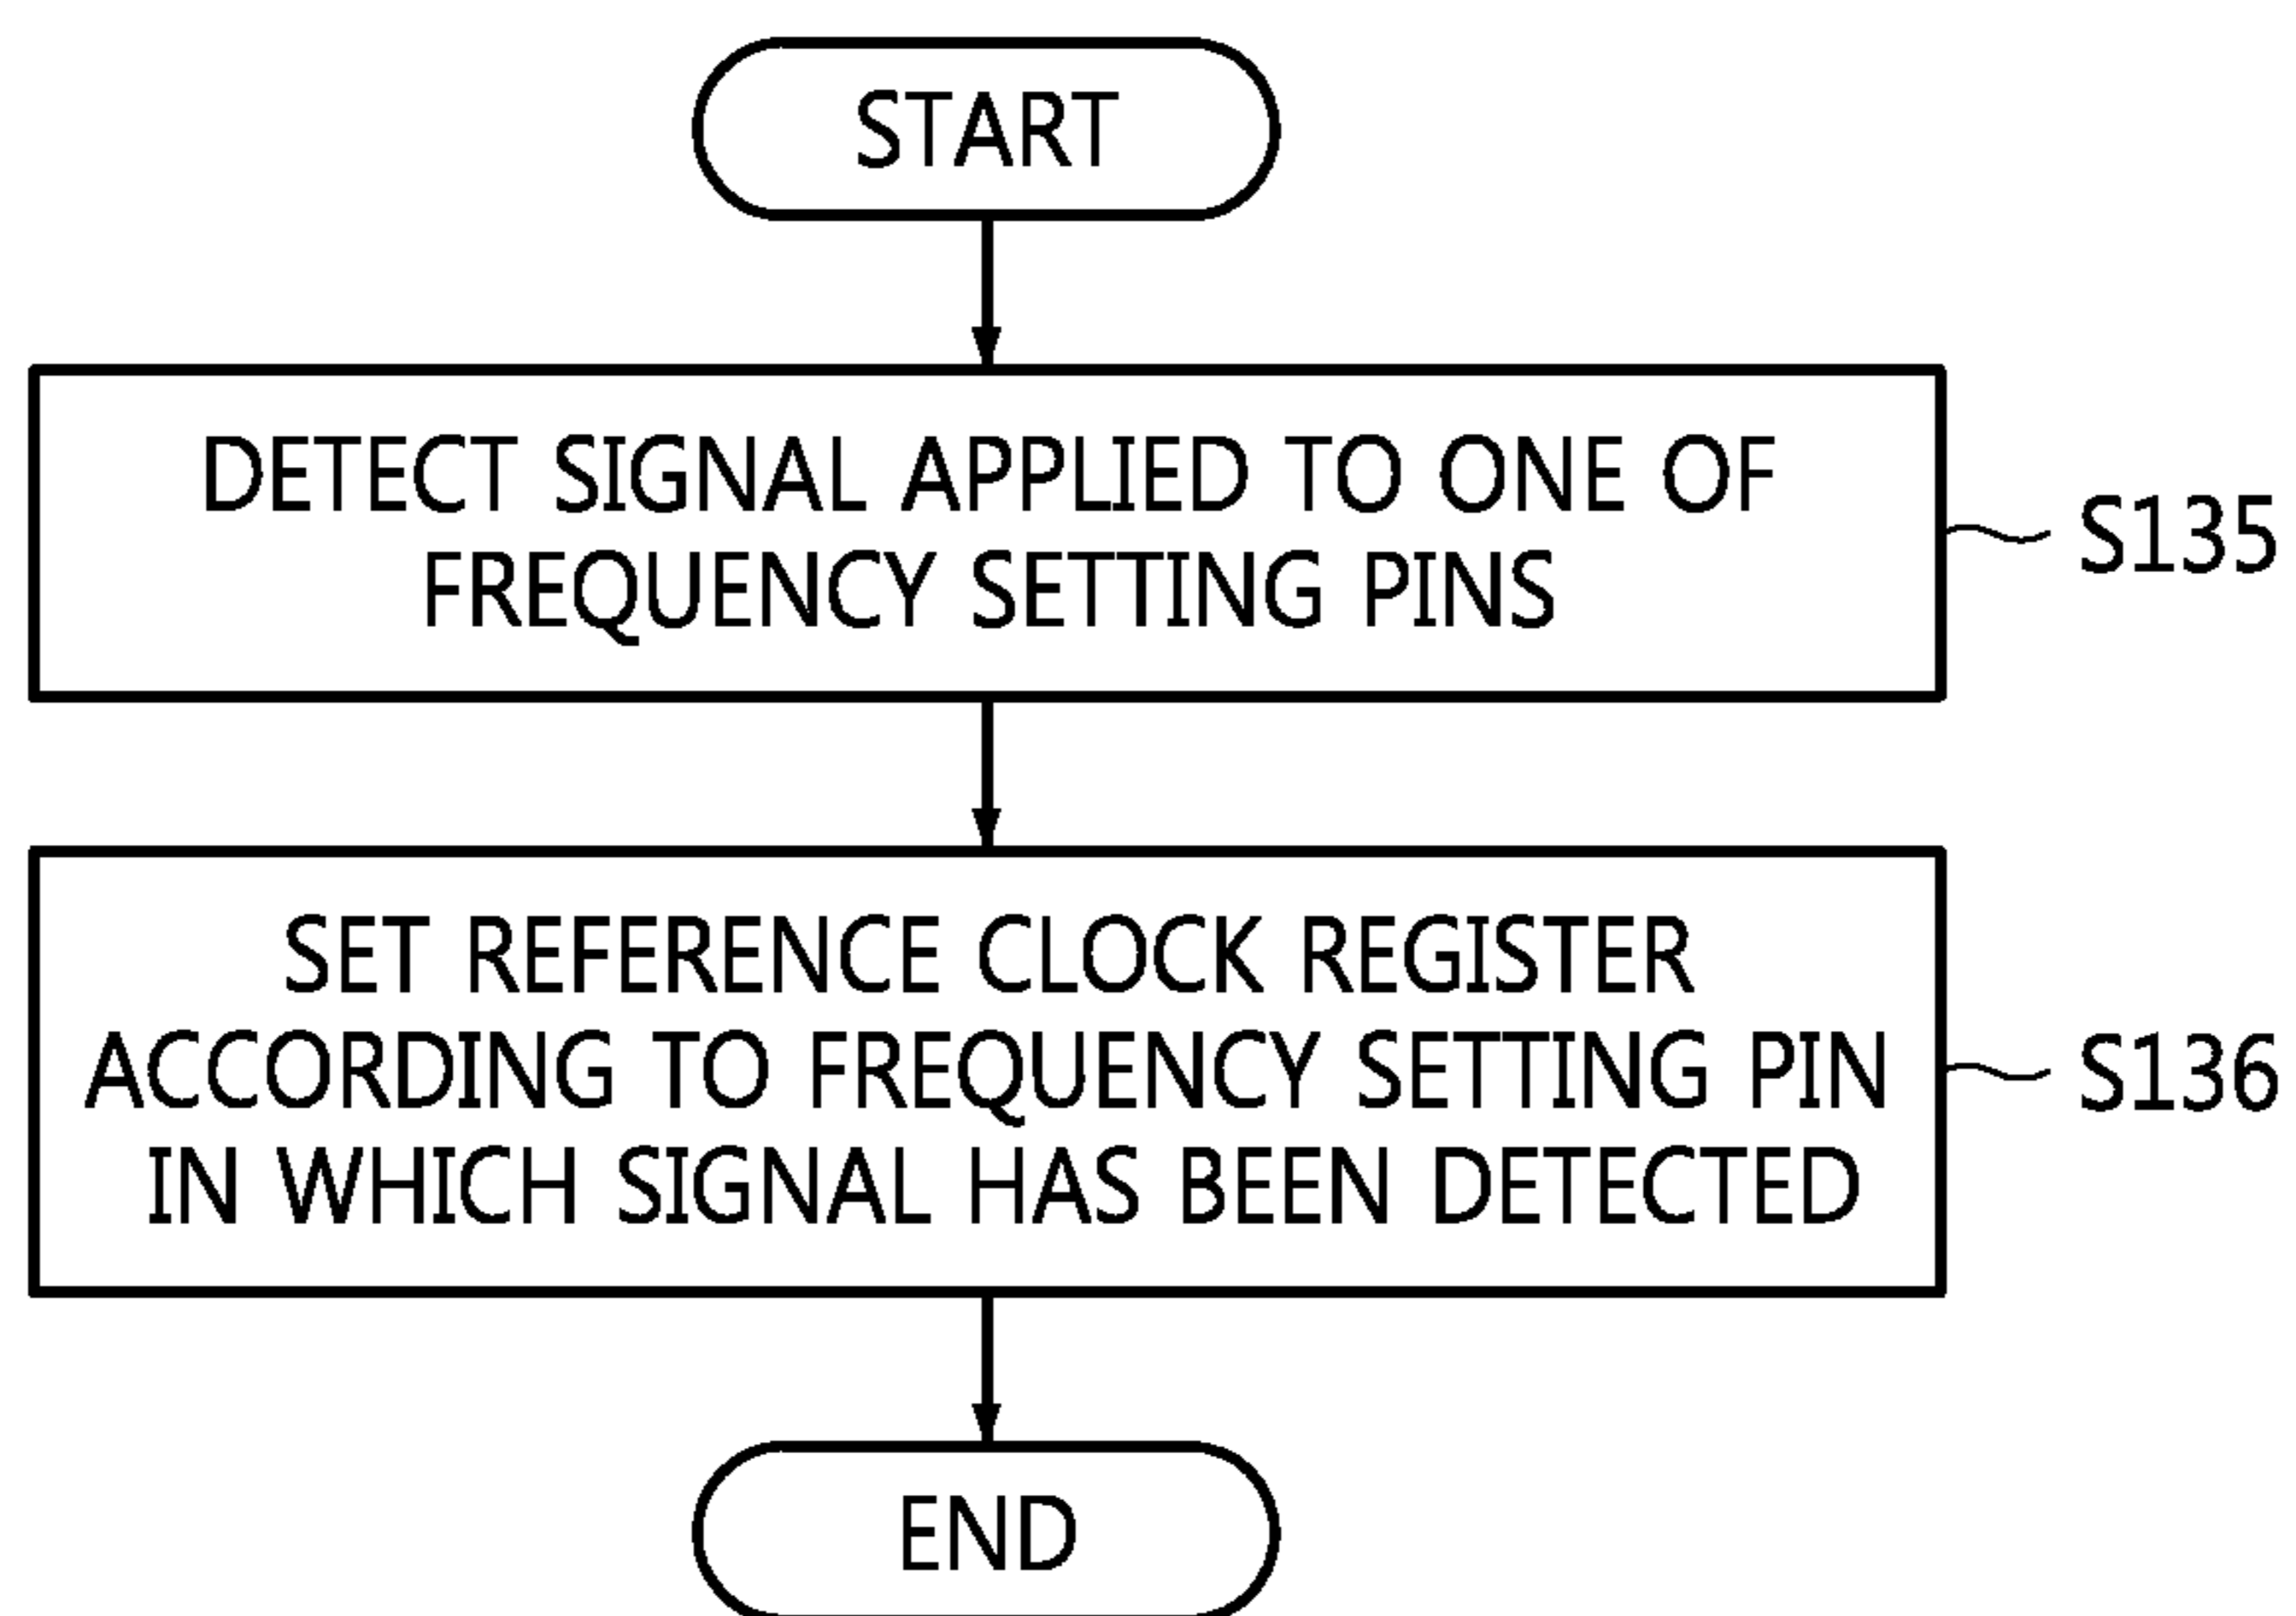 START
DETECT SIGNAL APPLIED TO ONE OF
FREQUENCY SETTING PINS
S135
SET REFERENCE CLOCK REGISTER
ACCORDING TO FREQUENCY SETTING PIN
IN WHICH SIGNAL HAS BEEN DETECTED
S136
END